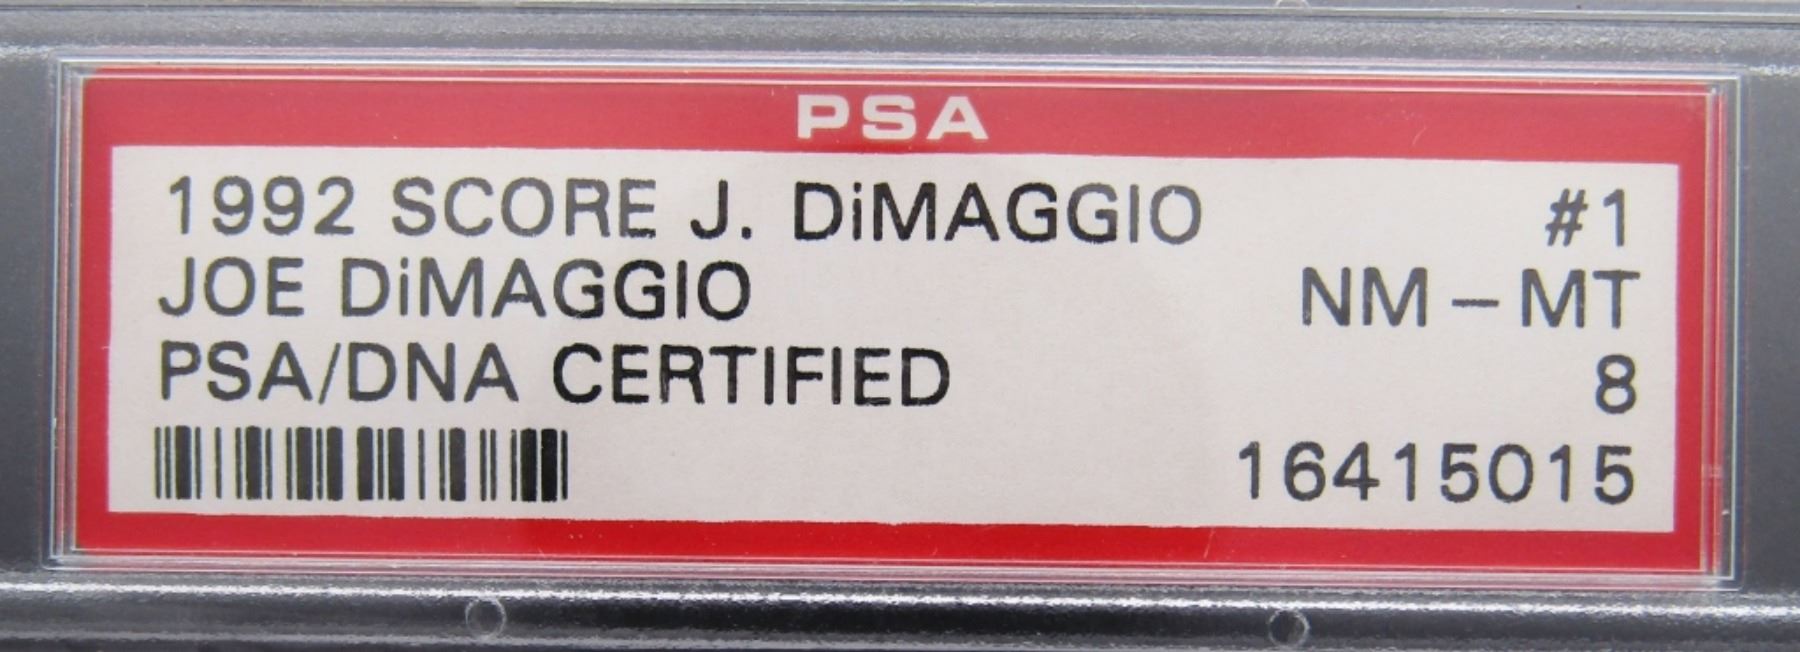 PSA
1992 SCORE J. DiMAGGIO #1
JOE DiMAGGIO NM - MT
PSA/DNA CERTIFIED 8
16415015